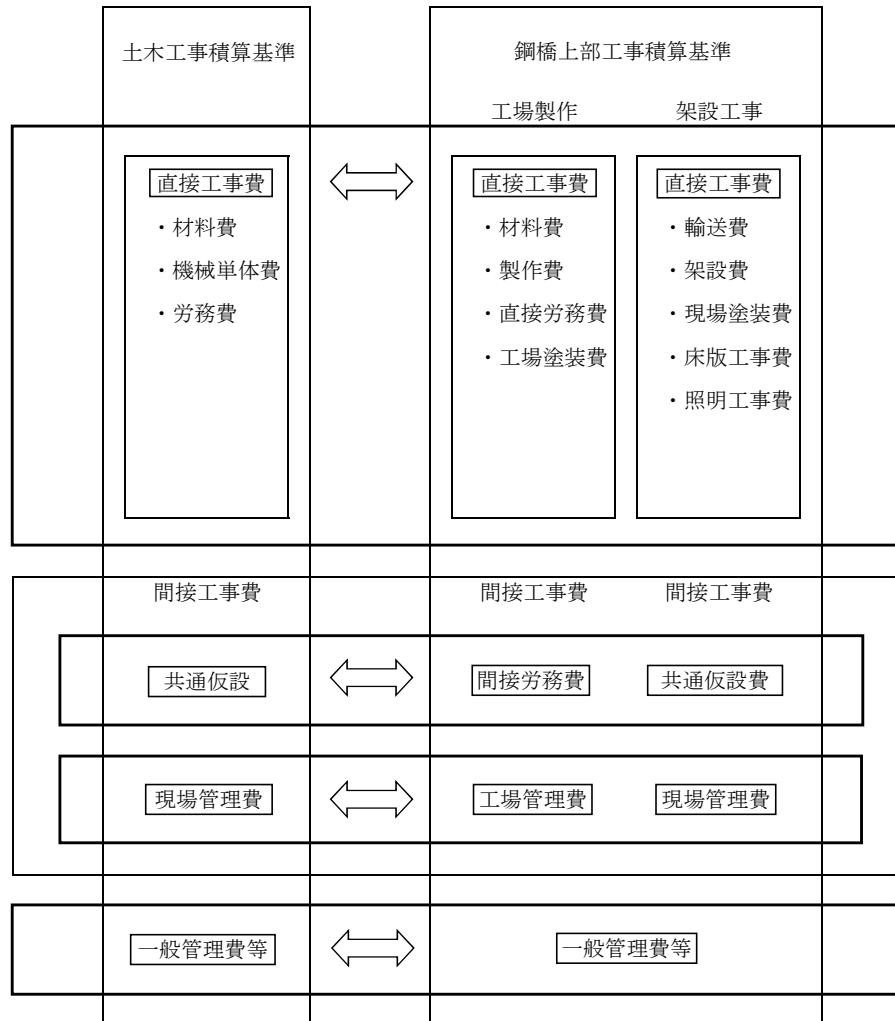 土木工事積算基準
鋼橋上部工事積算基準
工場製作
架設工事
直接工事費
・材料費
・機械単体費
・労務費
直接工事費
・材料費
・製作費
・直接労務費
・工場塗装費
直接工事費
・輸送費
・架設費
・現場塗装費
・床版工事費
・照明工事費
間接工事費
間接工事費
間接工事費
共通仮設
間接労務費
共通仮設費
現場管理費
工場管理費
現場管理費
一般管理費等
一般管理費等